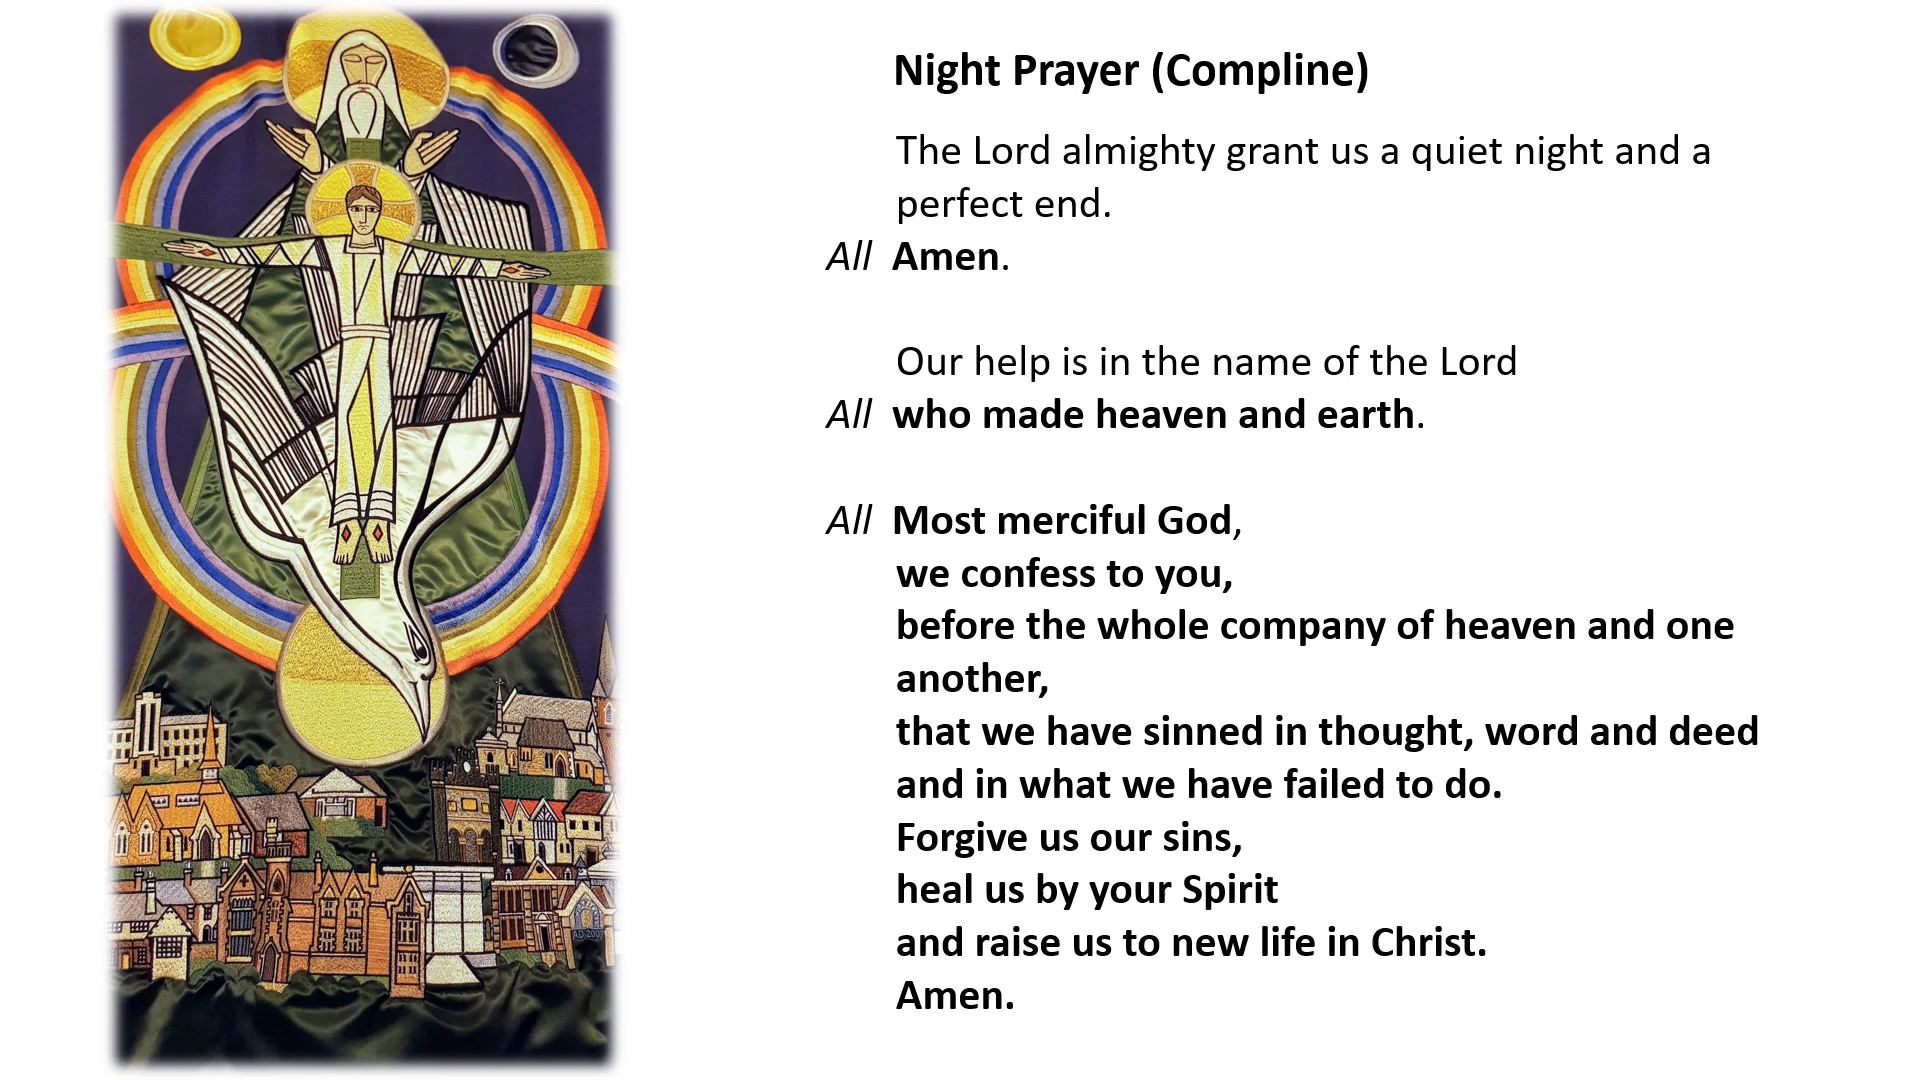 Night Prayer (Compline)
The Lord almighty grant us a quiet night and a
perfect end.
All Amen.
Our help is in the name of the Lord
All who made heaven and earth.
All Most merciful God,
we confess to you,
before the whole company of heaven and one
another,
that we have sinned in thought, word and deed
and in what we have failed to do.
Forgive us our sins,
heal us by your Spirit
and raise us to new life in Christ.
Amen.